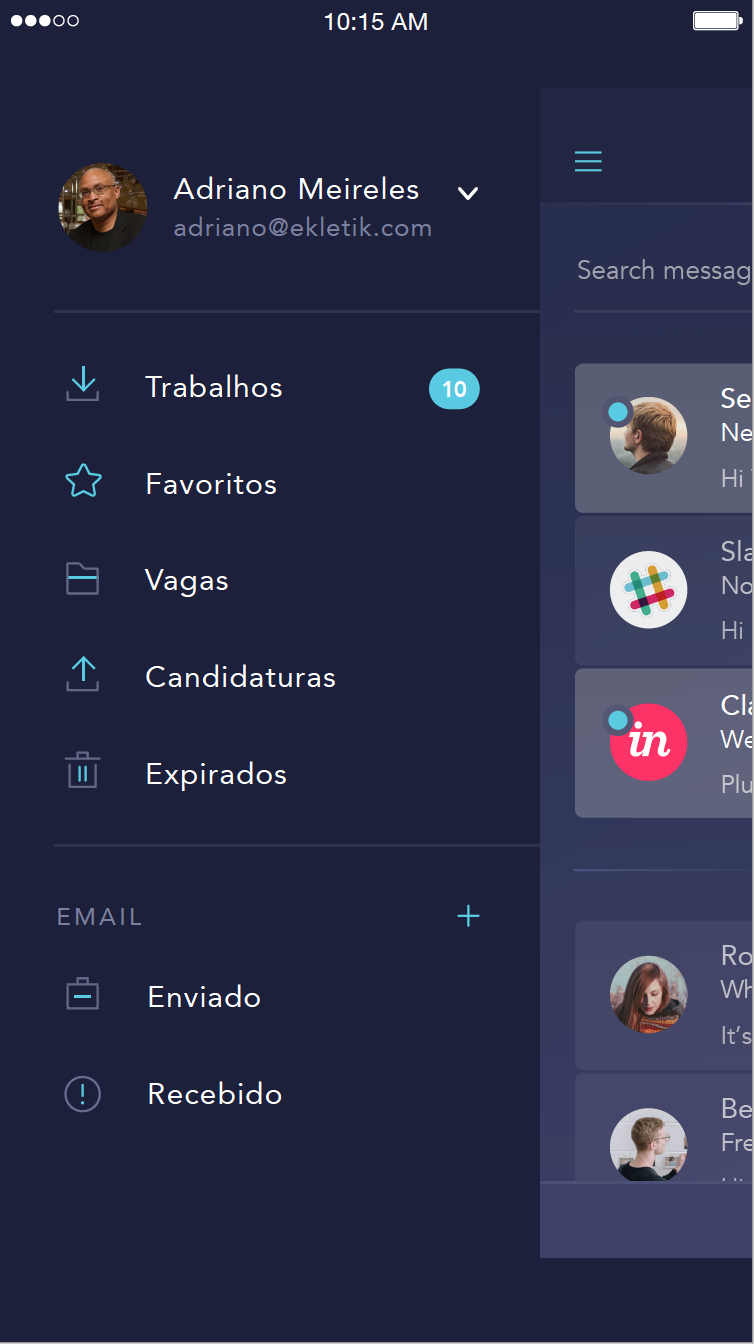 10:15 AM
Adriano Meireles
adriano@ekletik.com
Trabalhos
10
Favoritos
Vagas
Candidaturas
Expirados
EMAIL
Enviado
Recebido
Search messag
Se
Ne
Hi
Sla
No
Hi
in
Cla
We
Plu
Ro
Wh
It’s
Be
Fre